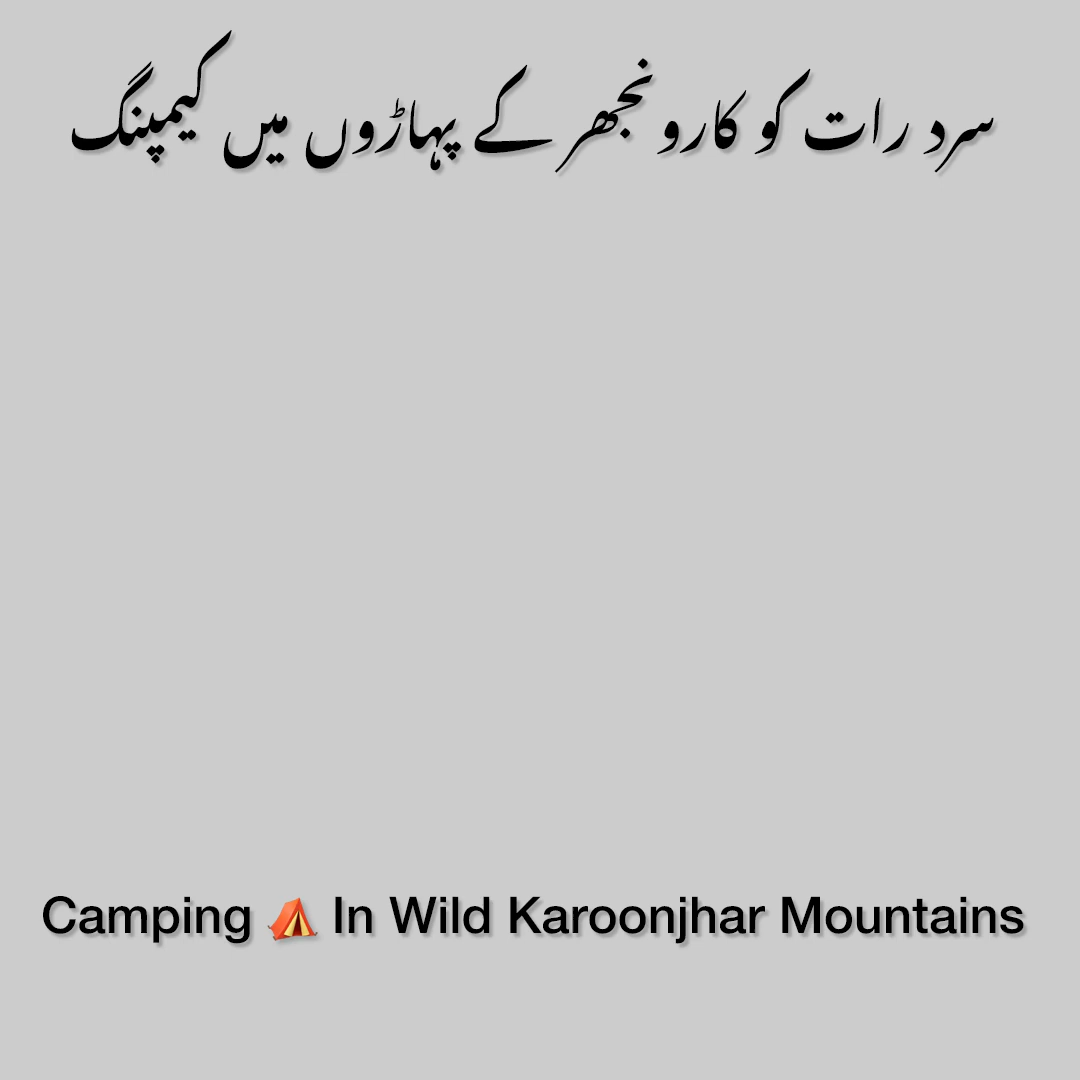 سرد رات کو کارونجھر کے پہاڑوں میں کیمپنگ
Camping ⛺ In Wild Karoonjhar Mountains